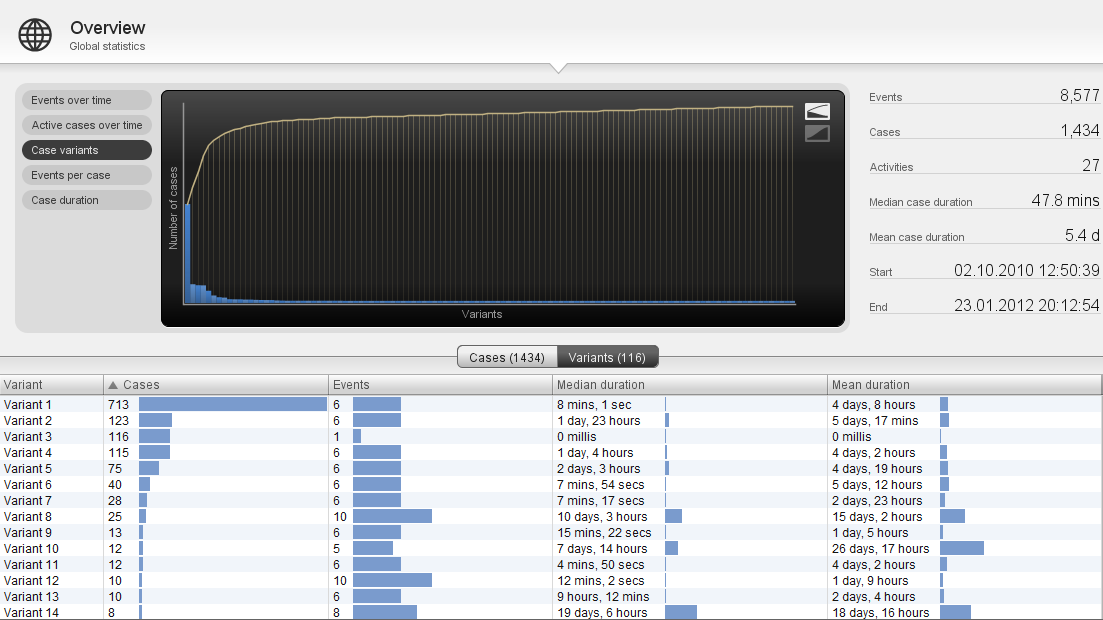 Overview
Global statistics
Events over time
Active cases over time
Case variants
Events per case
Case duration
Number of cases
Variants
Events 8,577
Cases 1,434
Activities 27
Median case duration 47.8 mins
Mean case duration 5.4 d
Start 02.10.2010 12:50:39
End 23.01.2012 20:12:54
Cases (1434) Variants (116)
Variant Cases Events Median duration Mean duration
Variant 1 713 6 8 mins, 1 sec 4 days, 8 hours
Variant 2 123 6 1 day, 23 hours 5 days, 17 mins
Variant 3 116 1 0 millis 0 millis
Variant 4 115 6 1 day, 4 hours 4 days, 2 hours
Variant 5 75 6 2 days, 3 hours 4 days, 19 hours
Variant 6 40 6 7 mins, 54 secs 5 days, 12 hours
Variant 7 28 6 7 mins, 17 secs 2 days, 23 hours
Variant 8 25 10 10 days, 3 hours 15 days, 2 hours
Variant 9 13 6 15 mins, 22 secs 1 day, 5 hours
Variant 10 12 5 7 days, 14 hours 26 days, 17 hours
Variant 11 12 6 4 mins, 50 secs 4 days, 2 hours
Variant 12 10 10 12 mins, 2 secs 1 day, 9 hours
Variant 13 10 6 9 hours, 12 mins 2 days, 4 hours
Variant 14 8 8 19 days, 6 hours 18 days, 16 hours